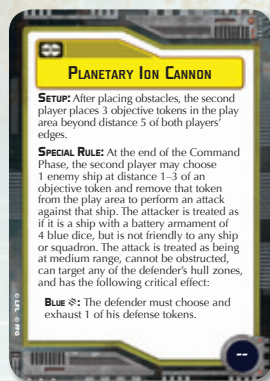 PLANETARY ION CANNON
SETUP: After placing obstacles, the second
player places 3 objective tokens in the play
area beyond distance 5 of both players’
edges.
SPECIAL RULE: At the end of the Command
Phase, the second player may choose
1 enemy ship at distance 1–3 of an
objective token and remove that token
from the play area to perform an attack
against that ship. The attacker is treated as
if it is a ship with a battery armament of
4 blue dice, but is not friendly to any ship
or squadron. The attack is treated as being
at medium range, cannot be obstructed,
can target any of the defender’s hull zones,
and has the following critical effect:
BLUE : The defender must choose and
exhaust 1 of his defense tokens.
© LFL © FFG
--